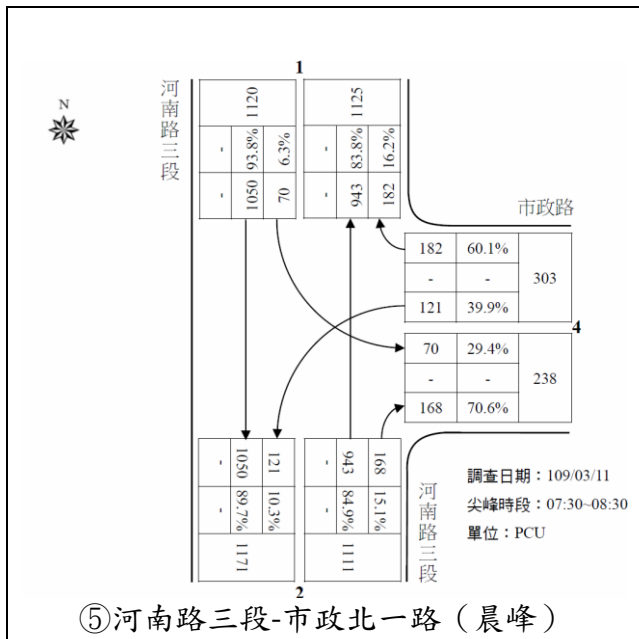 1
河南路三段
N
1120
1125
- 93.8% 6.3%
- 83.8% 16.2%
- 1050 70
- 943 182
市政路
182 60.1%
- -
303
121 39.9%
4
70 29.4%
- -
238
168 70.6%
- 1050 121
- 943 168
- 89.7% 10.3%
- 84.9% 15.1%
1171
1111
河南路三段
調查日期：109/03/11
尖峰時段：07:30~08:30
單位：PCU
2
⑤河南路三段-市政北一路（晨峰）